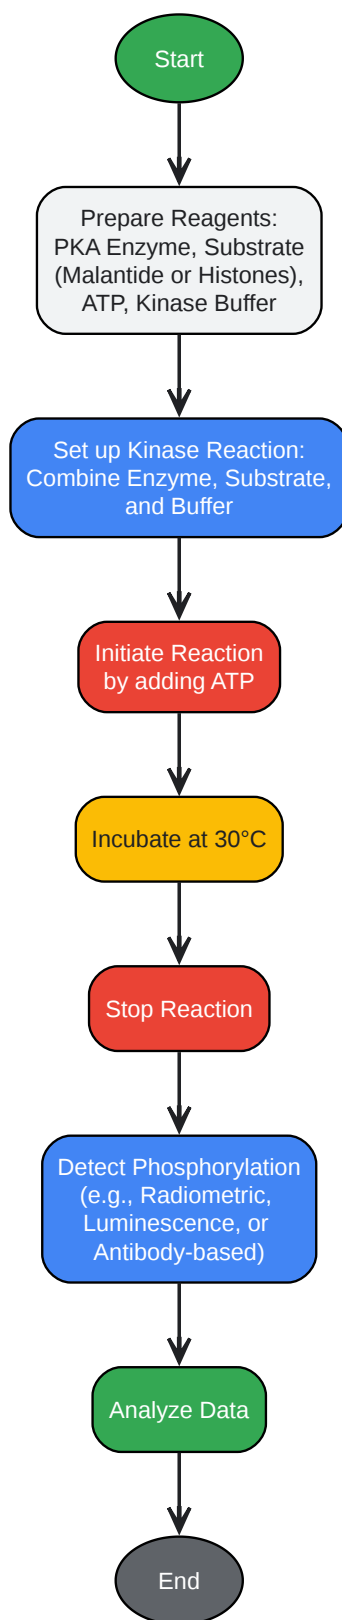 Start
Prepare Reagents:
PKA Enzyme, Substrate
(Malantide or Histones),
ATP, Kinase Buffer
Set up Kinase Reaction:
Combine Enzyme, Substrate,
and Buffer
Initiate Reaction
by adding ATP
Incubate at 30°C
Stop Reaction
Detect Phosphorylation
(e.g., Radiometric,
Luminescence, or
Antibody-based)
Analyze Data
End